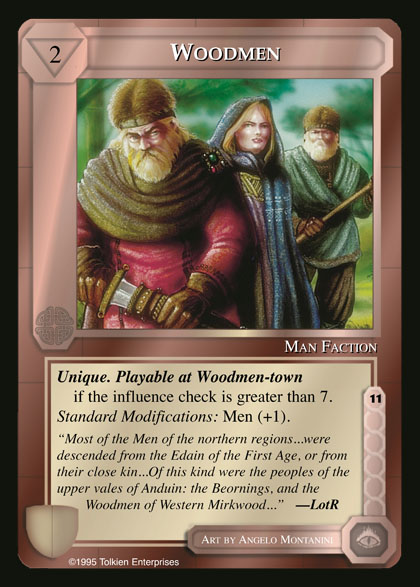 2
WOODMEN
MAN FACTION
Unique. Playable at Woodmen-town
if the influence check is greater than 7.
Standard Modifications: Men (+1).
11
“Most of the Men of the northern regions...were
descended from the Edain of the First Age, or from
their close kin...Of this kind were the peoples of the
upper vales of Anduin: the Beornings, and the
Woodmen of Western Mirkwood...” —LotR
ART BY ANGELO MONTANINI
©1995 Tolkien Enterprises